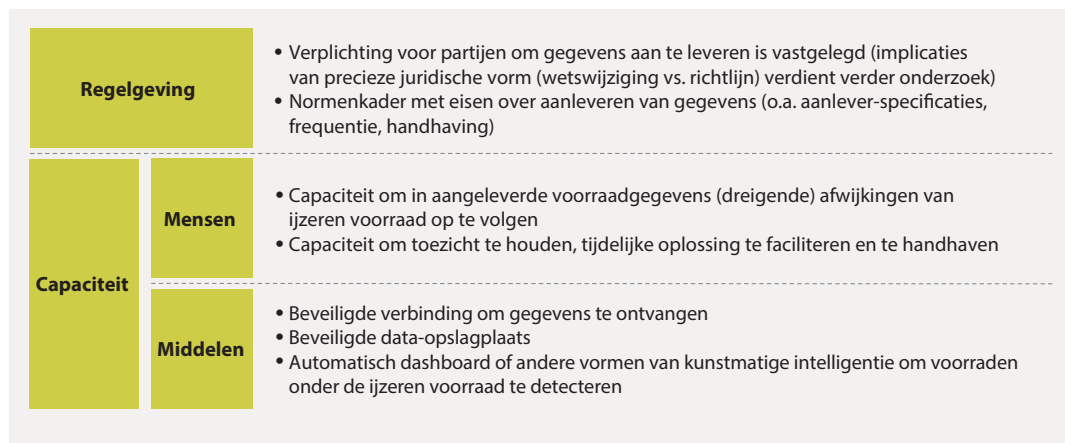 Regelgeving
• Verplichting voor partijen om gegevens aan te leveren is vastgelegd (implicaties
van precieze juridische vorm (wetswijziging vs. richtlijn) verdient verder onderzoek)
• Normenkader met eisen over aanleveren van gegevens (o.a. aanlever-specificaties,
frequentie, handhaving)
Capaciteit
Mensen
• Capaciteit om in aangeleverde voorraadgegevens (dreigende) afwijkingen van
ijzeren voorraad op te volgen
• Capaciteit om toezicht te houden, tijdelijke oplossing te faciliteren en te handhaven
Middelen
• Beveiligde verbinding om gegevens te ontvangen
• Beveiligde data-opslagplaats
• Automatisch dashboard of andere vormen van kunstmatige intelligentie om voorraden
onder de ijzeren voorraad te detecteren